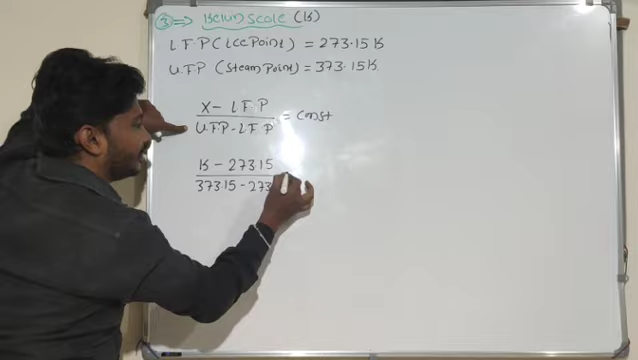 ③ ⇒ Kelvin scale (K)
L.F.P (Ice Point) = 273.15 K
U.F.P (Steam Point) = 373.15 K
X - L.F.P
U.F.P - L.F.P = const
K - 273.15
373.15 - 273